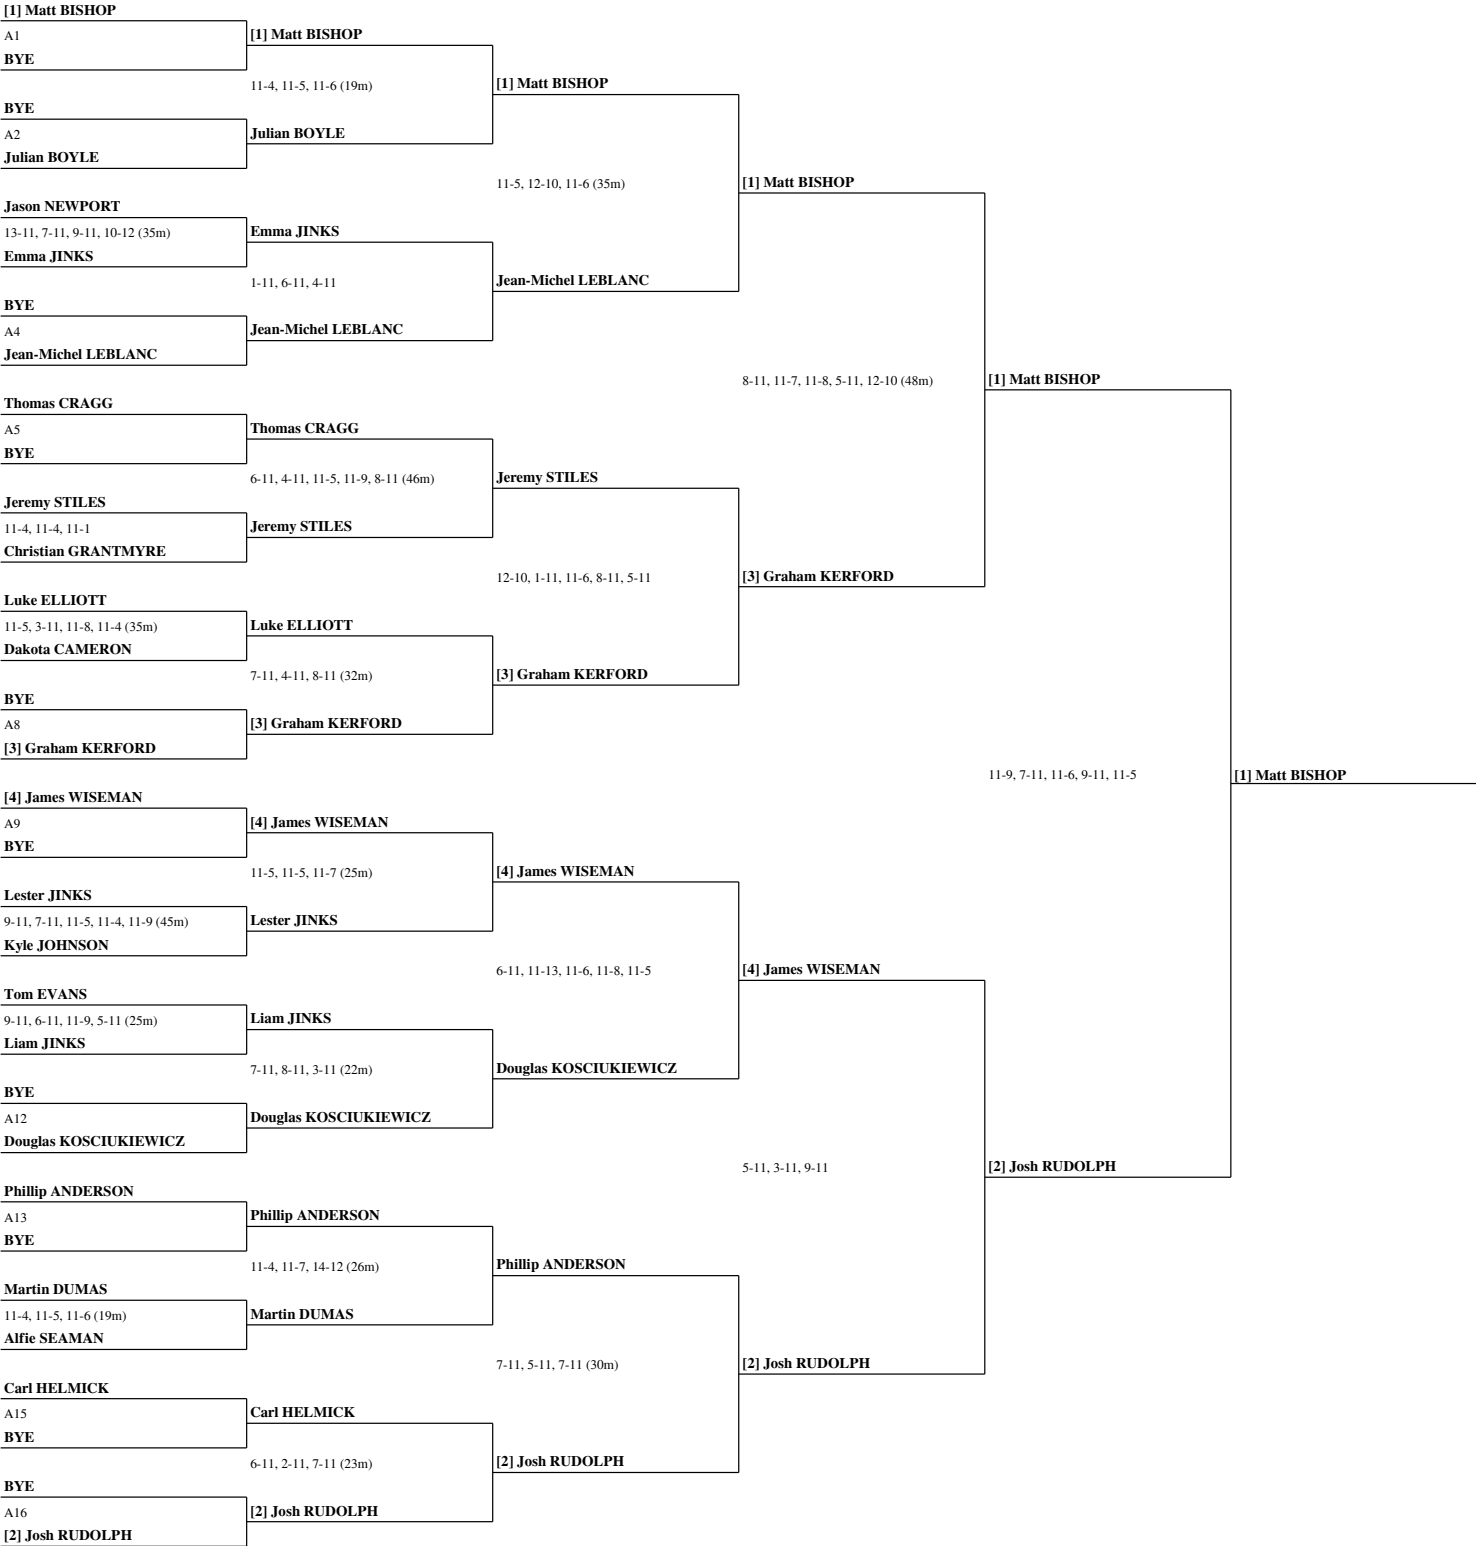 [1] Matt BISHOP
A1
BYE
BYE
A2
Julian BOYLE
Jason NEWPORT
13-11, 7-11, 9-11, 10-12 (35m)
Emma JINKS
BYE
A4
Jean-Michel LEBLANC
Thomas CRAGG
A5
BYE
Jeremy STILES
11-4, 11-4, 11-1
Christian GRANTMYRE
Luke ELLIOTT
11-5, 3-11, 11-8, 11-4 (35m)
Dakota CAMERON
BYE
A8
[3] Graham KERFORD
[4] James WISEMAN
A9
BYE
Lester JINKS
9-11, 7-11, 11-5, 11-4, 11-9 (45m)
Kyle JOHNSON
Tom EVANS
9-11, 6-11, 11-9, 5-11 (25m)
Liam JINKS
BYE
A12
Douglas KOSCIUKIEWICZ
Phillip ANDERSON
A13
BYE
Martin DUMAS
11-4, 11-5, 11-6 (19m)
Alfie SEAMAN
Carl HELMICK
A15
BYE
BYE
A16
[2] Josh RUDOLPH
[1] Matt BISHOP
11-4, 11-5, 11-6 (19m)
Julian BOYLE
Emma JINKS
1-11, 6-11, 4-11
Jean-Michel LEBLANC
Thomas CRAGG
6-11, 4-11, 11-5, 11-9, 8-11 (46m)
Jeremy STILES
Luke ELLIOTT
7-11, 4-11, 8-11 (32m)
[3] Graham KERFORD
[4] James WISEMAN
11-5, 11-5, 11-7 (25m)
Lester JINKS
Liam JINKS
7-11, 8-11, 3-11 (22m)
Douglas KOSCIUKIEWICZ
Phillip ANDERSON
11-4, 11-7, 14-12 (26m)
Martin DUMAS
Carl HELMICK
6-11, 2-11, 7-11 (23m)
[2] Josh RUDOLPH
[1] Matt BISHOP
11-5, 12-10, 11-6 (35m)
Jean-Michel LEBLANC
Jeremy STILES
12-10, 1-11, 11-6, 8-11, 5-11
[3] Graham KERFORD
[4] James WISEMAN
6-11, 11-13, 11-6, 11-8, 11-5
Douglas KOSCIUKIEWICZ
Phillip ANDERSON
7-11, 5-11, 7-11 (30m)
[2] Josh RUDOLPH
[1] Matt BISHOP
8-11, 11-7, 11-8, 5-11, 12-10 (48m)
[3] Graham KERFORD
[4] James WISEMAN
5-11, 3-11, 9-11
[2] Josh RUDOLPH
[1] Matt BISHOP
11-9, 7-11, 11-6, 9-11, 11-5
[2] Josh RUDOLPH
[1] Matt BISHOP